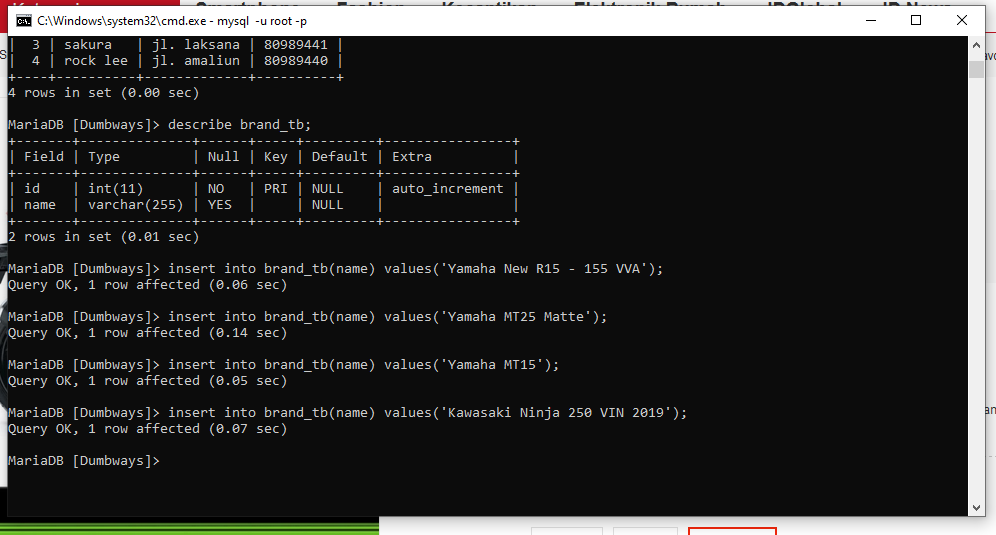 C:\Windows\system32\cmd.exe - mysql -u root -p
|  3 | sakura   | jl. laksana | 80989441 |
|  4 | rock lee | jl. amaliun | 80989440 |
+----+----------+-------------+----------+
4 rows in set (0.00 sec)
MariaDB [Dumbways]> describe brand_tb;
+-------+--------------+------+-----+---------+----------------+
| Field | Type         | Null | Key | Default | Extra          |
+-------+--------------+------+-----+---------+----------------+
| id    | int(11)      | NO   | PRI | NULL    | auto_increment |
| name  | varchar(255) | YES  |     | NULL    |                |
+-------+--------------+------+-----+---------+----------------+
2 rows in set (0.01 sec)
MariaDB [Dumbways]> insert into brand_tb(name) values('Yamaha New R15 - 155 VVA');
Query OK, 1 row affected (0.06 sec)
MariaDB [Dumbways]> insert into brand_tb(name) values('Yamaha MT25 Matte');
Query OK, 1 row affected (0.14 sec)
MariaDB [Dumbways]> insert into brand_tb(name) values('Yamaha MT15');
Query OK, 1 row affected (0.05 sec)
MariaDB [Dumbways]> insert into brand_tb(name) values('Kawasaki Ninja 250 VIN 2019');
Query OK, 1 row affected (0.07 sec)
MariaDB [Dumbways]>